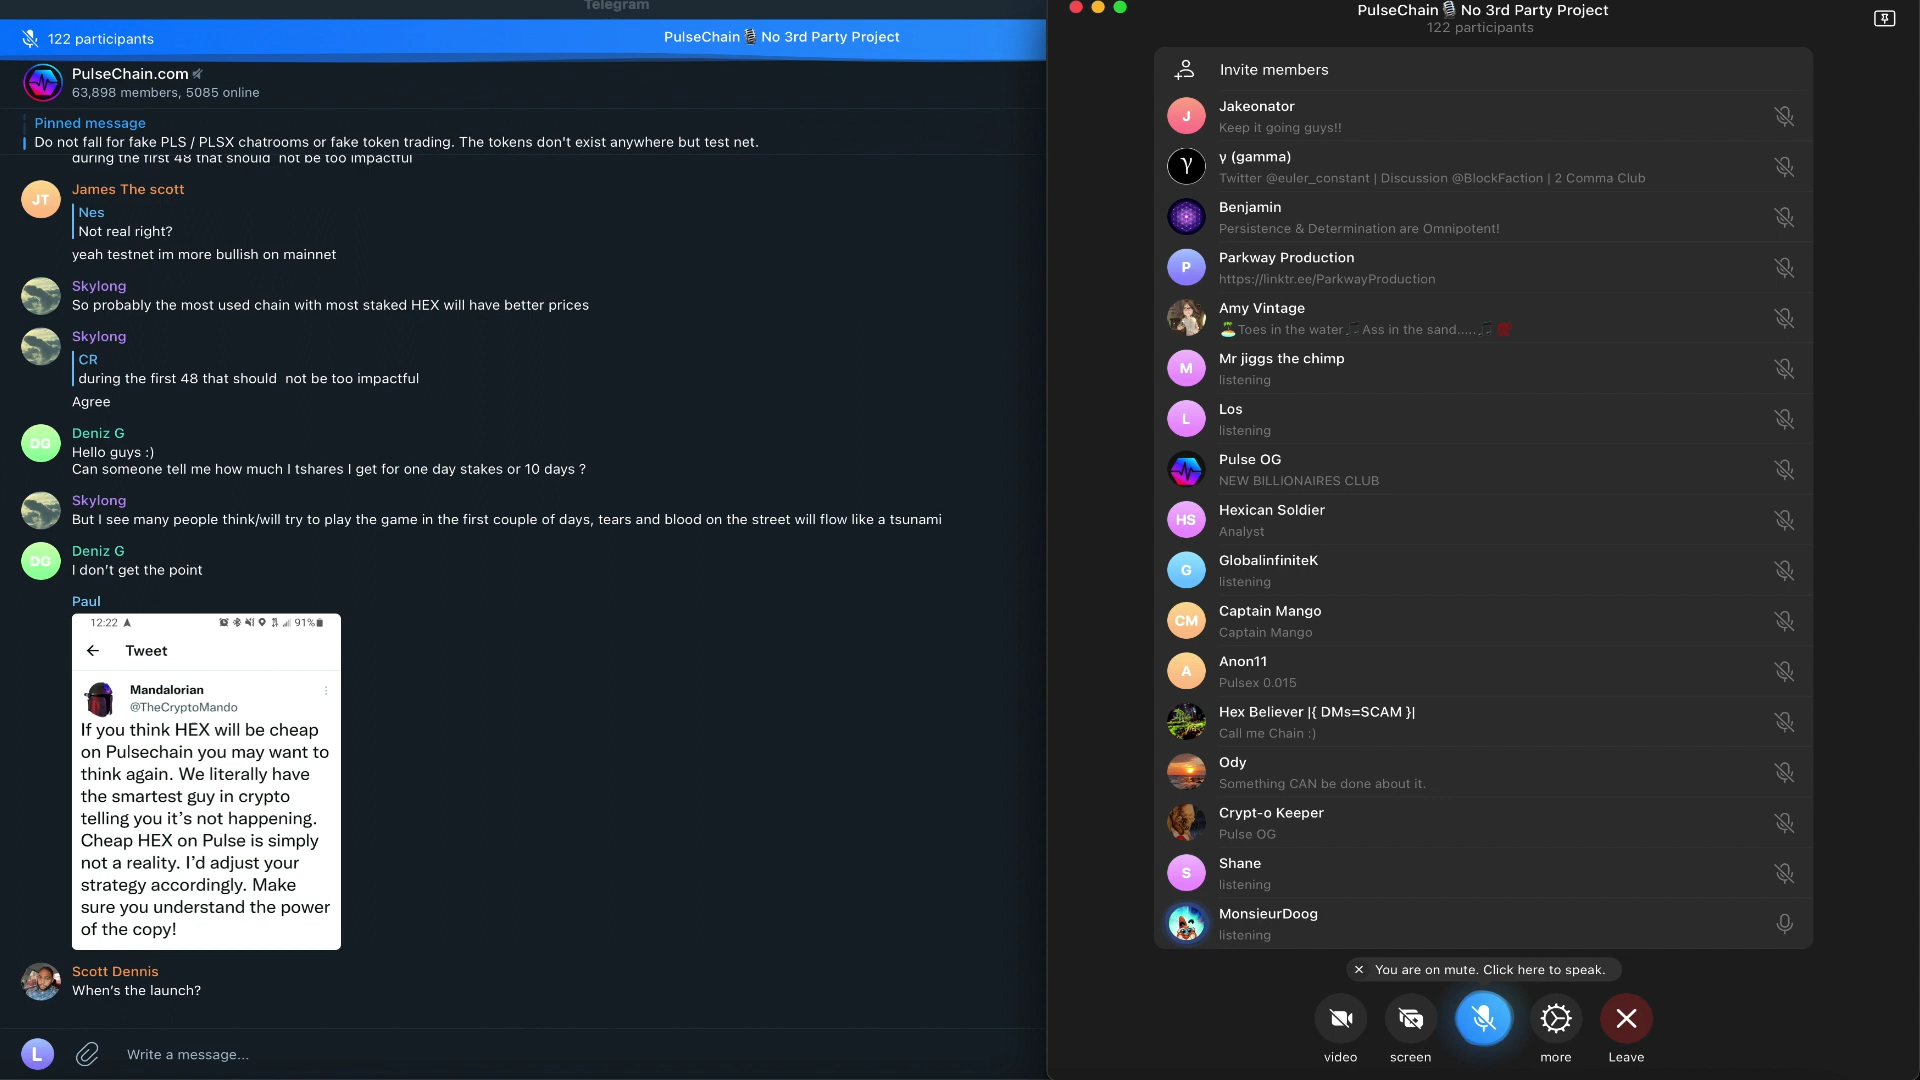 Telegram
122 participants
PulseChain🎙️ No 3rd Party Project
PulseChain.com
63,898 members, 5085 online
Pinned message
Do not fall for fake PLS / PLSX chatrooms or fake token trading. The tokens don't exist anywhere but test net.
during the first 48 that should  not be too impactful
JT
James The scott
Nes
Not real right?
yeah testnet im more bullish on mainnet
Skylong
So probably the most used chain with most staked HEX will have better prices
Skylong
CR
during the first 48 that should  not be too impactful
Agree
DG
Deniz G
Hello guys :)
Can someone tell me how much I tshares I get for one day stakes or 10 days ?
Skylong
But I see many people think/will try to play the game in the first couple of days, tears and blood on the street will flow like a tsunami
DG
Deniz G
I don't get the point
Paul
12:22
91%
Tweet
Mandalorian
@TheCryptoMando
If you think HEX will be cheap
on Pulsechain you may want to
think again. We literally have
the smartest guy in crypto
telling you it's not happening.
Cheap HEX on Pulse is simply
not a reality. I'd adjust your
strategy accordingly. Make
sure you understand the power
of the copy!
Scott Dennis
When's the launch?
L
Write a message...
PulseChain🎙️ No 3rd Party Project
122 participants
Invite members
J
Jakeonator
Keep it going guys!!
γ
γ (gamma)
Twitter @euler_constant | Discussion @BlockFaction | 2 Comma Club
Benjamin
Persistence & Determination are Omnipotent!
P
Parkway Production
https://linktr.ee/ParkwayProduction
Amy Vintage
🏝️Toes in the water🎵Ass in the sand.....🎵 💯
M
Mr jiggs the chimp
listening
L
Los
listening
Pulse OG
NEW BILLIONAIRES CLUB
HS
Hexican Soldier
Analyst
G
GlobalinfiniteK
listening
CM
Captain Mango
Captain Mango
A
Anon11
Pulsex 0.015
Hex Believer |{ DMs=SCAM }|
Call me Chain :)
Ody
Something CAN be done about it.
Crypt-o Keeper
Pulse OG
S
Shane
listening
MonsieurDoog
listening
You are on mute. Click here to speak.
video
screen
more
Leave